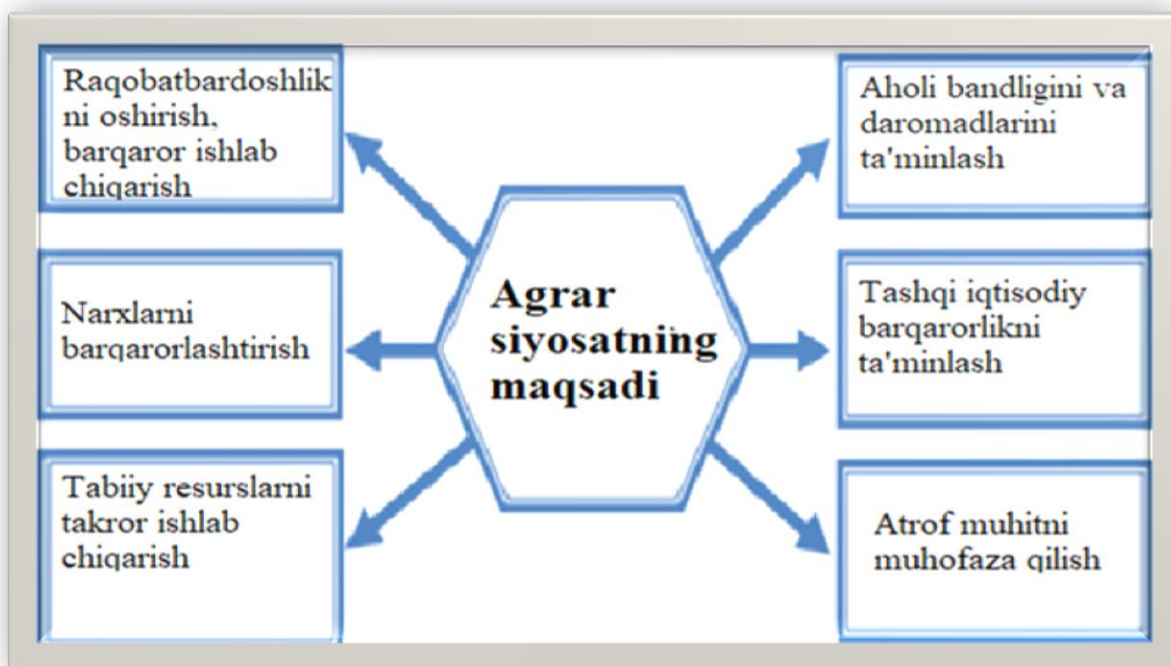 Raqobatbardoshlik
ni oshirish,
barqaror ishlab
chiqarish
Narxlarni
barqarorlashtirish
Tabiiy resurslarni
takror ishlab
chiqarish
Agrar
siyosatning
maqsadi
Aholi bandligini va
daromadlarini
ta'minlash
Tashqi iqtisodiy
barqarorlikni
ta'minlash
Atrof muhitni
muhofaza qilish